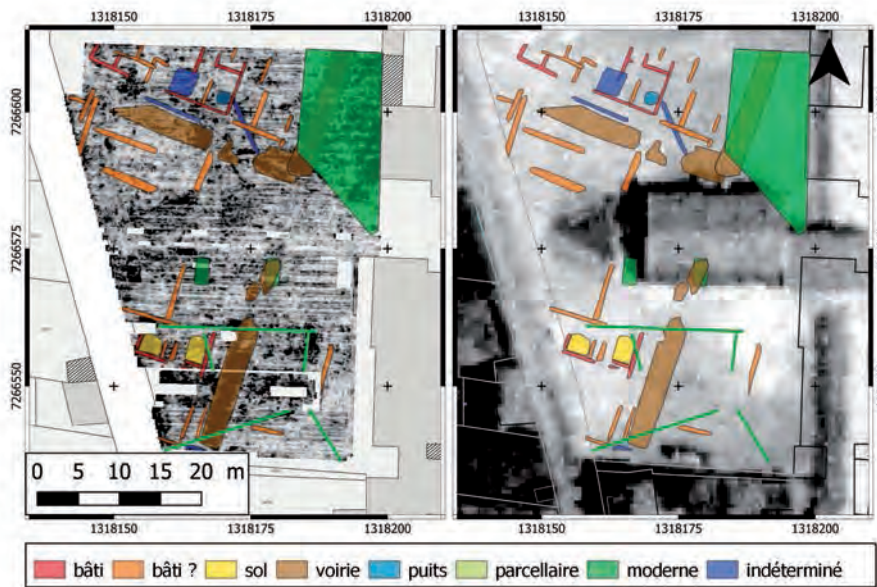 1318150 1318175 1318200 1318150 1318175 1318200
7266600
7266575
7266550
0 5 10 15 20 m
1318150 1318175 1318200 1318150 1318175 1318200
bâti bâti ? sol voirie puits parcellaire moderne indéterminé